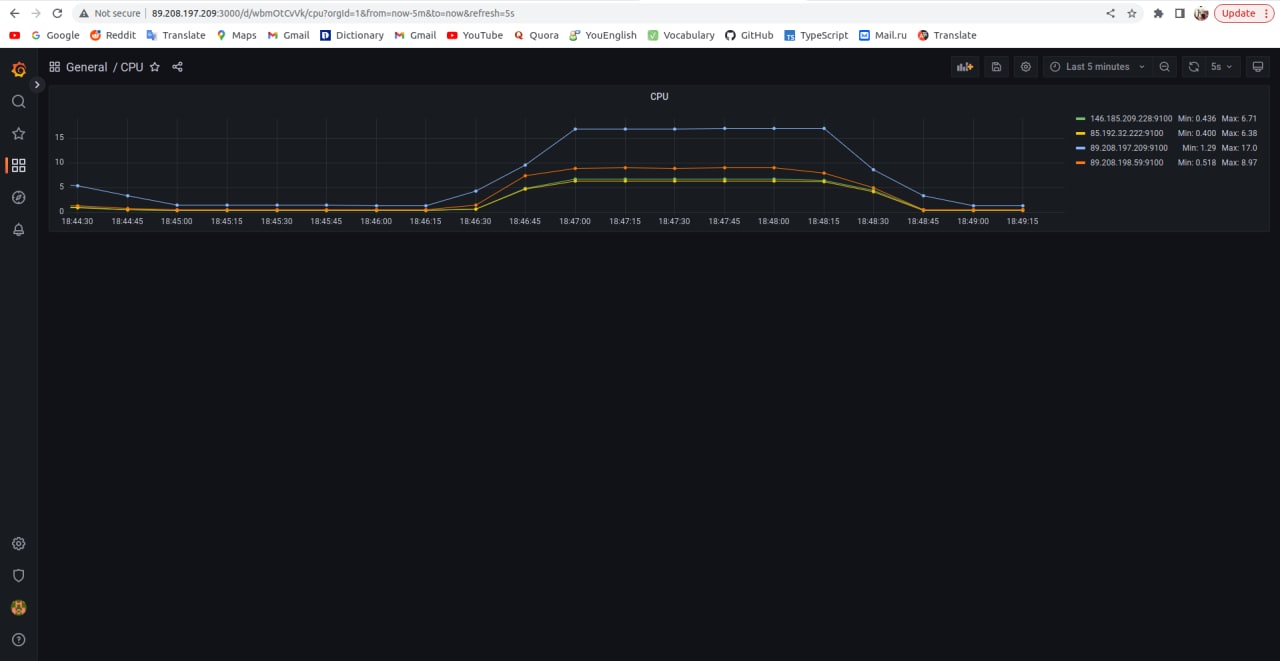 Not secure 89.208.197.209:3000/d/wbmOtCvVk/cpu?orgId=1&from=now-5m&to=now&refresh=5s Update
Google Reddit Translate Maps Gmail Dictionary Gmail YouTube Quora YouEnglish Vocabulary GitHub TypeScript Mail.ru Translate
General / CPU Last 5 minutes 5s
CPU
15
10
5
0
18:44:30 18:44:45 18:45:00 18:45:15 18:45:30 18:45:45 18:46:00 18:46:15 18:46:30 18:46:45 18:47:00 18:47:15 18:47:30 18:47:45 18:48:00 18:48:15 18:48:30 18:48:45 18:49:00 18:49:15
146.185.209.228:9100 Min: 0.436 Max: 6.71
85.192.32.222:9100 Min: 0.400 Max: 6.38
89.208.197.209:9100 Min: 1.29 Max: 17.0
89.208.198.59:9100 Min: 0.518 Max: 8.97